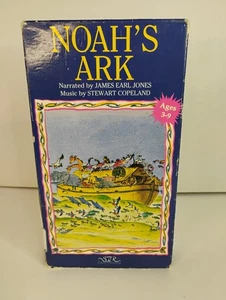 NOAH'S
ARK
Narrated by JAMES EARL JONES
Music by STEWART COPELAND
Ages
3-9